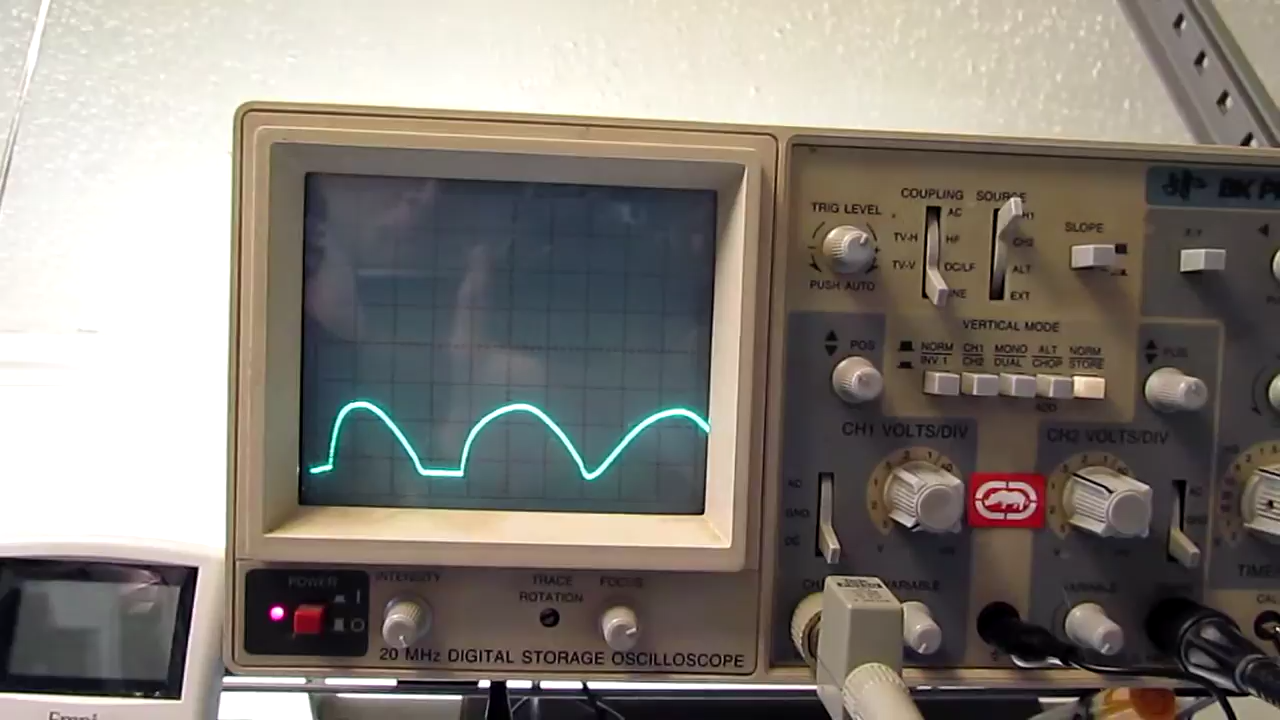 COUPLING SOURCE
TRIG LEVEL
AC
TV-H HF
CH2
SLOPE
X-Y
TV-V DC/LF
ALT
PUSH AUTO
EXT
VERTICAL MODE
POS
NORM CH1 MONO ALT NORM
INV 1 CH2 DUAL CHOP STORE
POS
ADD
CH1 VOLTS/DIV
CH2 VOLTS/DIV
AC
GND
DC
POWER
INTENSITY
TRACE
ROTATION
FOCUS
VARIABLE
VARIABLE
20 MHz DIGITAL STORAGE OSCILLOSCOPE